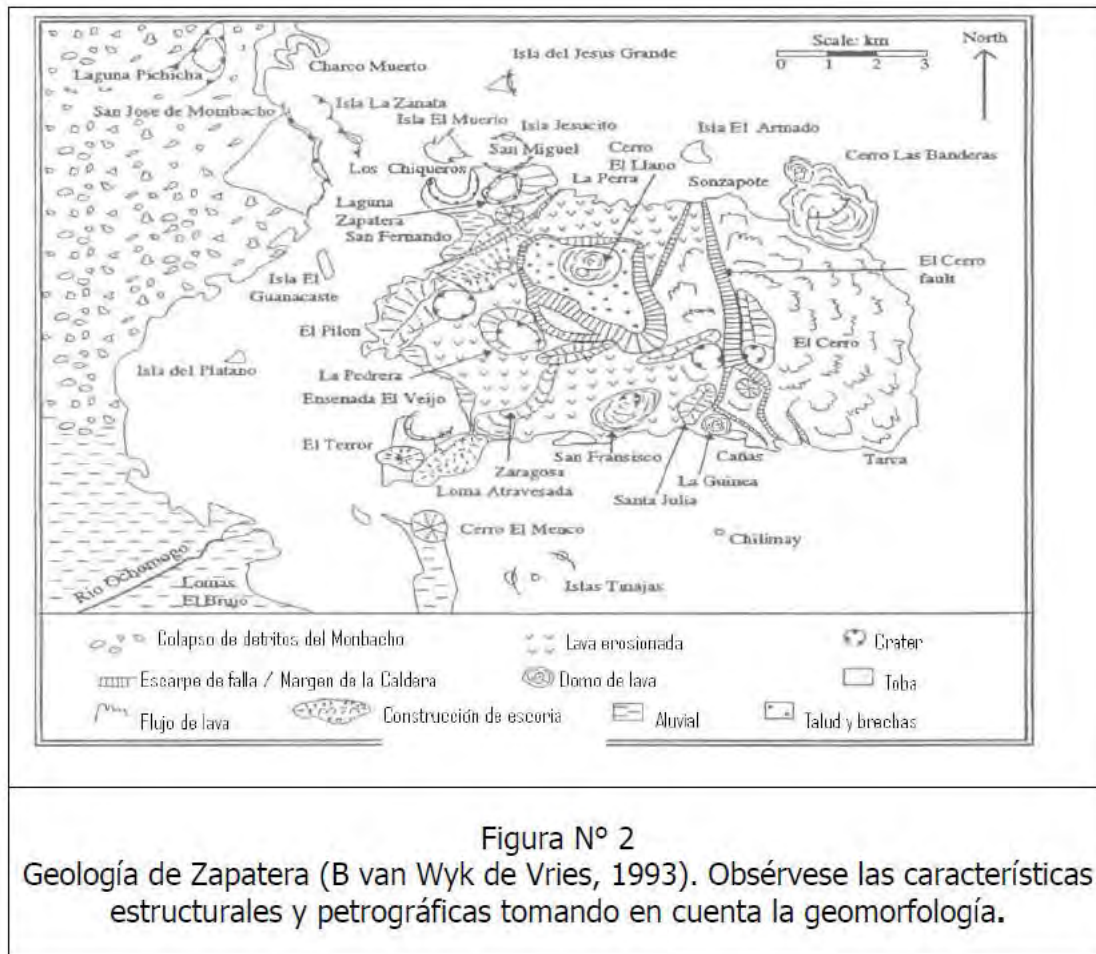 Isla del Jesus Grande
Scale: km
0 1 2 3
North
Laguna Pichicha
Charco Muerto
San Jose de Mombacho
Isla La Zanata
Isla El Muerto
Isla Jesucito
San Miguel
Cerro
El Llano
Isla El Armado
Cerro Las Banderas
Los Chiqueros
La Perra
Sonzapote
Laguna
Zapatera
San Fernando
El Cerro
fault
Isla El
Guanacaste
El Pilon
El Cerro
Isla del Platano
La Pedrera
Ensenada El Veijo
El Terror
Zaragosa
San Fransisco
Cañas
Tarca
Loma Atravesada
La Guinea
Santa Julia
Cerro El Menco
Chilimay
Rio Ochomogo
Islas Tinajas
Lomas
El Brujo
Colapso de detritos del Monbacho
Lava erosionada
Crater
Escarpe de falla / Margen de la Caldera
Domo de lava
Toba
Flujo de lava
Construcción de escoria
Aluvial
Talud y brechas
Figura N° 2
Geología de Zapatera (B van Wyk de Vries, 1993). Obsérvese las características
estructurales y petrográficas tomando en cuenta la geomorfología.